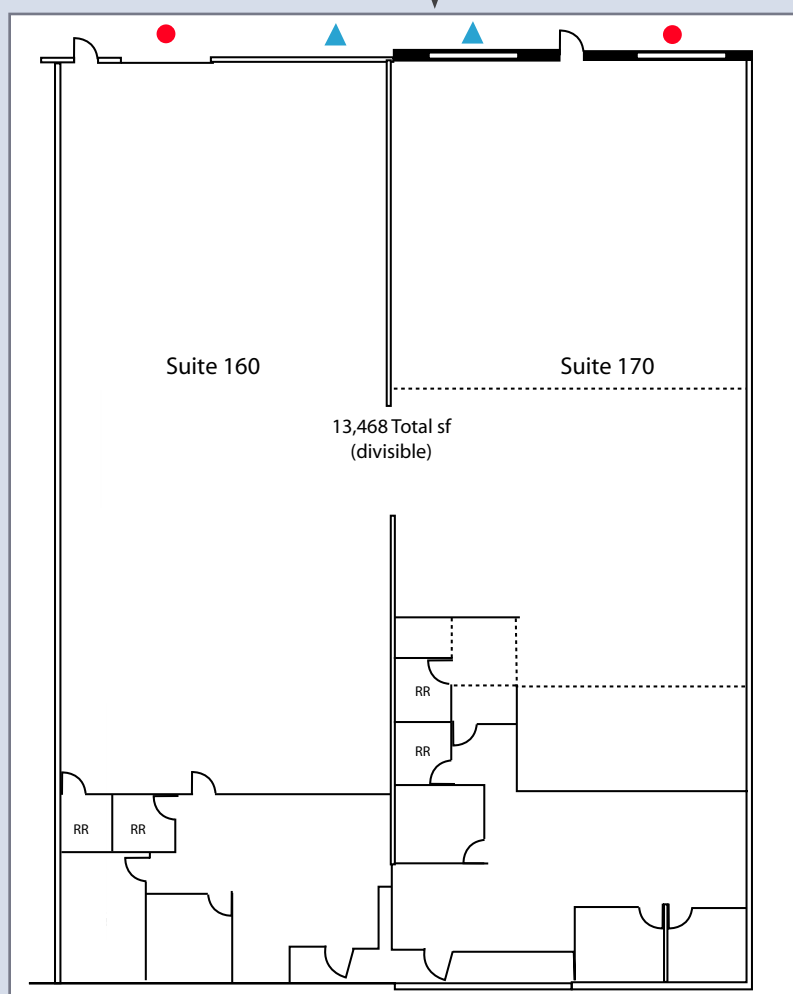 Suite 160
Suite 170
13,468 Total sf
(divisible)
RR
RR
RR
RR